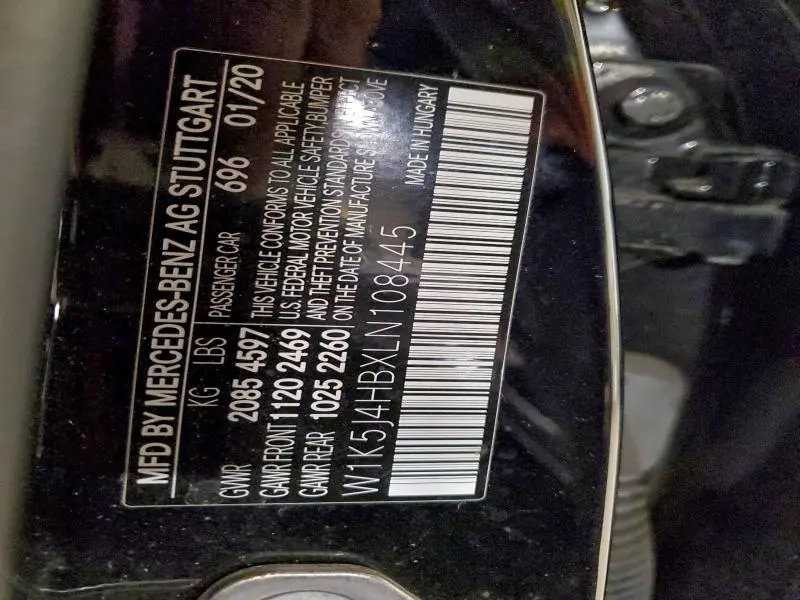 MFD BY MERCEDES-BENZ AG STUTTGART
KG LBS PASSENGER CAR 696 01/20
GVWR 2085 4597 THIS VEHICLE CONFORMS TO ALL APPLICABLE
GAWR FRONT 1120 2469 U.S. FEDERAL MOTOR VEHICLE SAFETY, BUMPER
GAWR REAR 1025 2260 AND THEFT PREVENTION STANDARDS
ON THE DATE OF MANUFACTURE
W1K5J4HBXLN108445 MADE IN HUNGARY